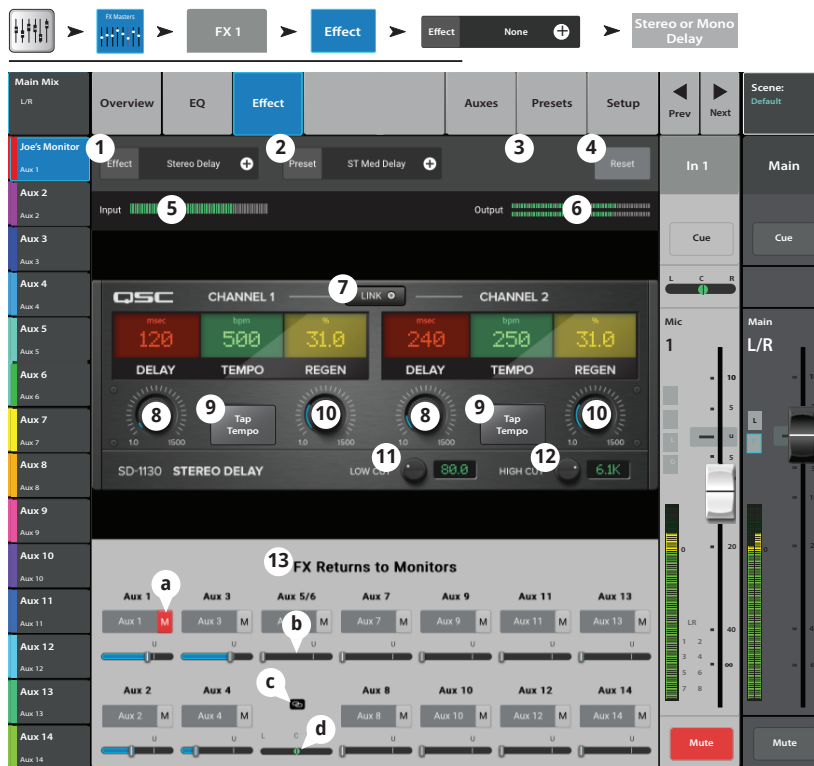 FX Masters
FX 1
Effect
Effect None
Stereo or Mono
Delay
Main Mix
L/R
Overview
EQ
Effect
Auxes
Presets
Setup
Prev
Next
Scene:
Default
Joe's Monitor
Aux 1
Aux 2
Aux 2
Aux 3
Aux 3
Aux 4
Aux 4
Aux 5
Aux 5
Aux 6
Aux 6
Aux 7
Aux 7
Aux 8
Aux 8
Aux 9
Aux 9
Aux 10
Aux 10
Aux 11
Aux 11
Aux 12
Aux 12
Aux 13
Aux 13
Aux 14
Aux 14
1
Effect Stereo Delay
2
Preset ST Med Delay
3
4
Reset
Input
5
Output
6
QSC CHANNEL 1
7
LINK
CHANNEL 2
msec bpm %
120 500 31.0
DELAY TEMPO REGEN
msec bpm %
240 250 31.0
DELAY TEMPO REGEN
8
1.0 1500
9
Tap
Tempo
10
1.0 1500
8
1.0 1500
9
Tap
Tempo
10
1.0 1500
SD-1130 STEREO DELAY
11
LOW CUT
80.0
12
HIGH CUT
6.1K
13
FX Returns to Monitors
a
Aux 1 Aux 3 Aux 5/6 Aux 7 Aux 9 Aux 11 Aux 13
Aux 1 M Aux 3 M M Aux 7 M Aux 9 M Aux 11 M Aux 13 M
b
U U U U U U U
c
Aux 2 Aux 4 Aux 8 Aux 10 Aux 12 Aux 14
Aux 2 M Aux 4 M Aux 8 M Aux 10 M Aux 12 M Aux 14 M
d
U U L C U U U U
In 1
Cue
L C R
Mic
1
10
5
U
5
0
20
LR
1 2
3 4
5 6
7 8
40
∞
Mute
Main
Cue
Main
L/R
L
0
Mute